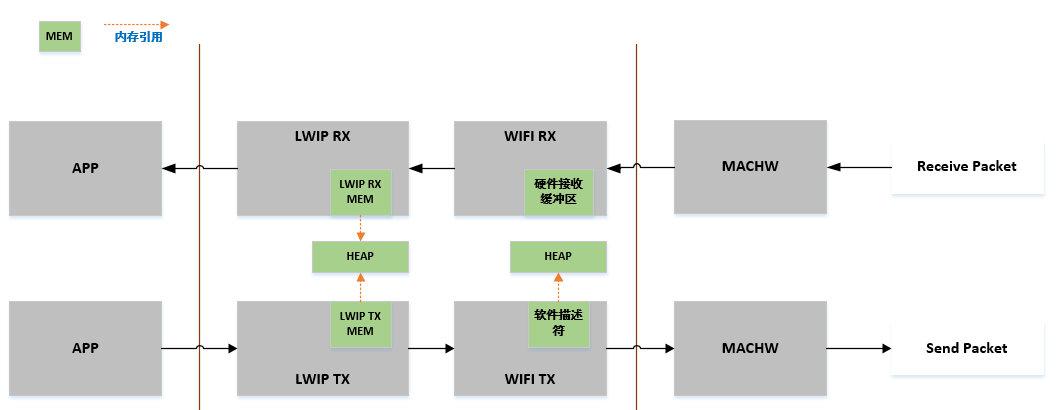 MEM
内存引用
APP
LWIP RX
LWIP RX
MEM
WIFI RX
硬件接收
缓冲区
MACHW
Receive Packet
HEAP
HEAP
APP
LWIP TX
MEM
LWIP TX
软件描述
符
WIFI TX
MACHW
Send Packet